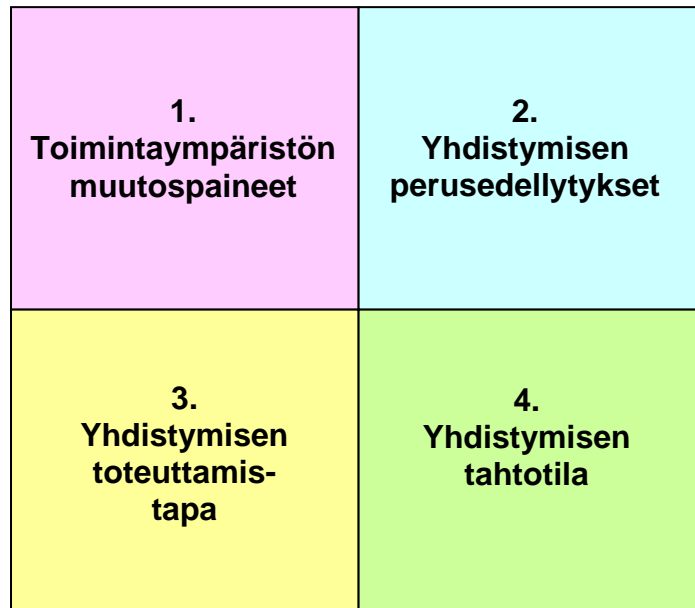 1.
Toimintaympäristön
muutospaineet
2.
Yhdistymisen
perusedellytykset
3.
Yhdistymisen
toteuttamis-
tapa
4.
Yhdistymisen
tahtotila